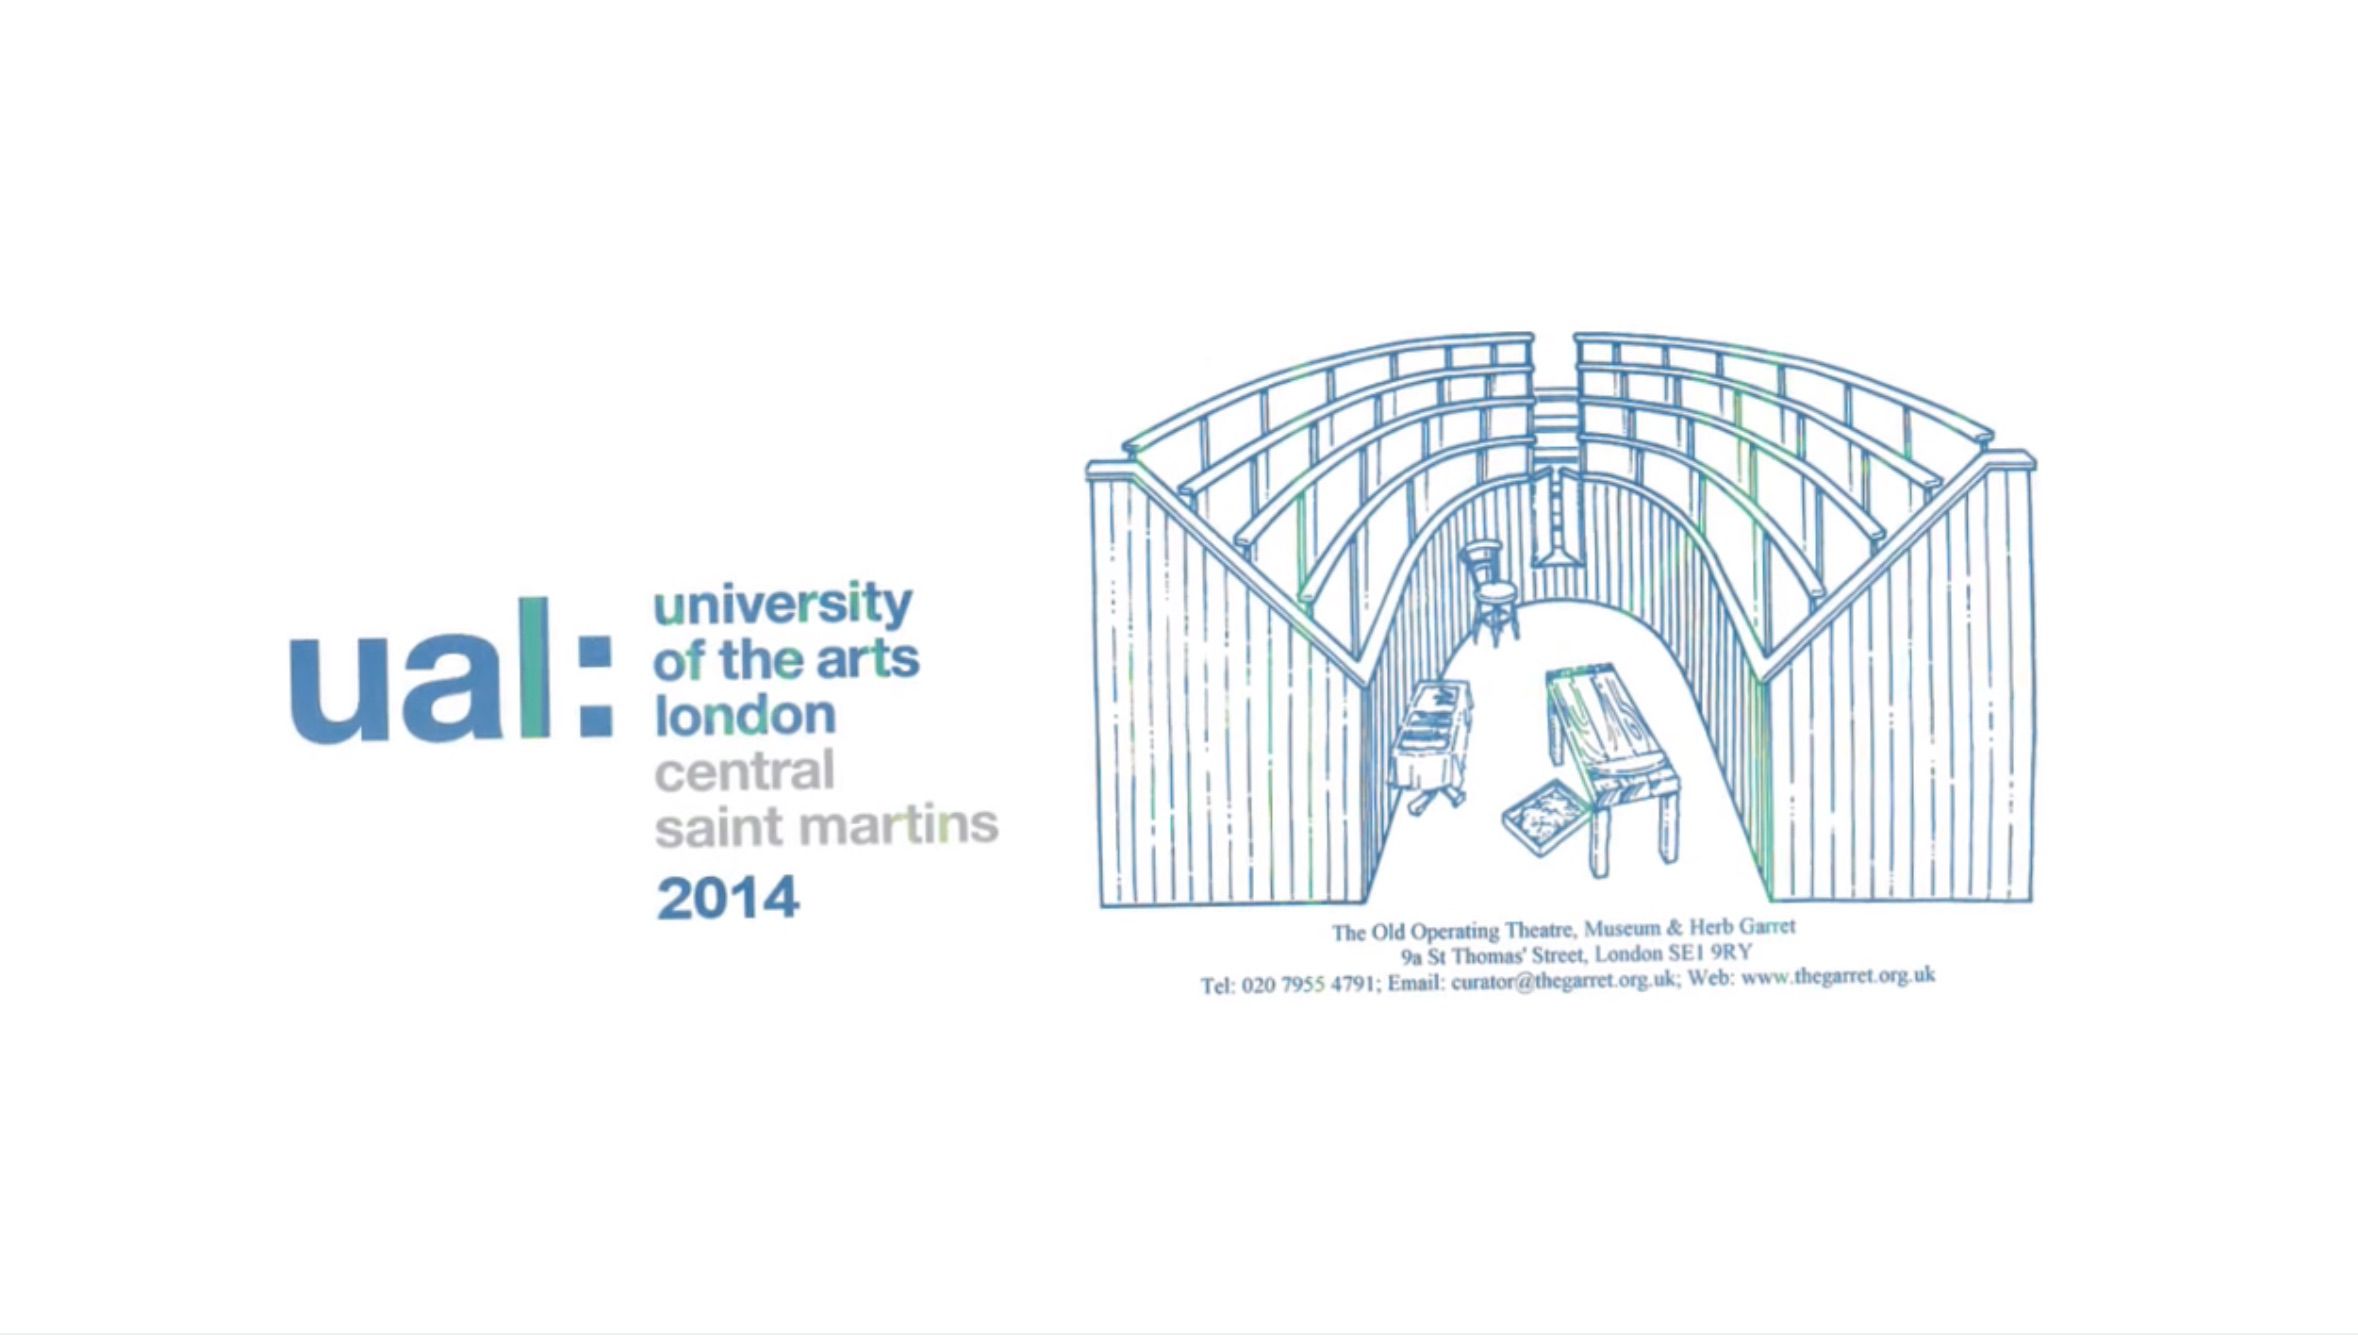 ual:
university
of the arts
london
central
saint martins
2014
The Old Operating Theatre, Museum & Herb Garret
9a St Thomas' Street, London SE1 9RY
Tel: 020 7955 4791; Email: curator@thegarret.org.uk; Web: www.thegarret.org.uk